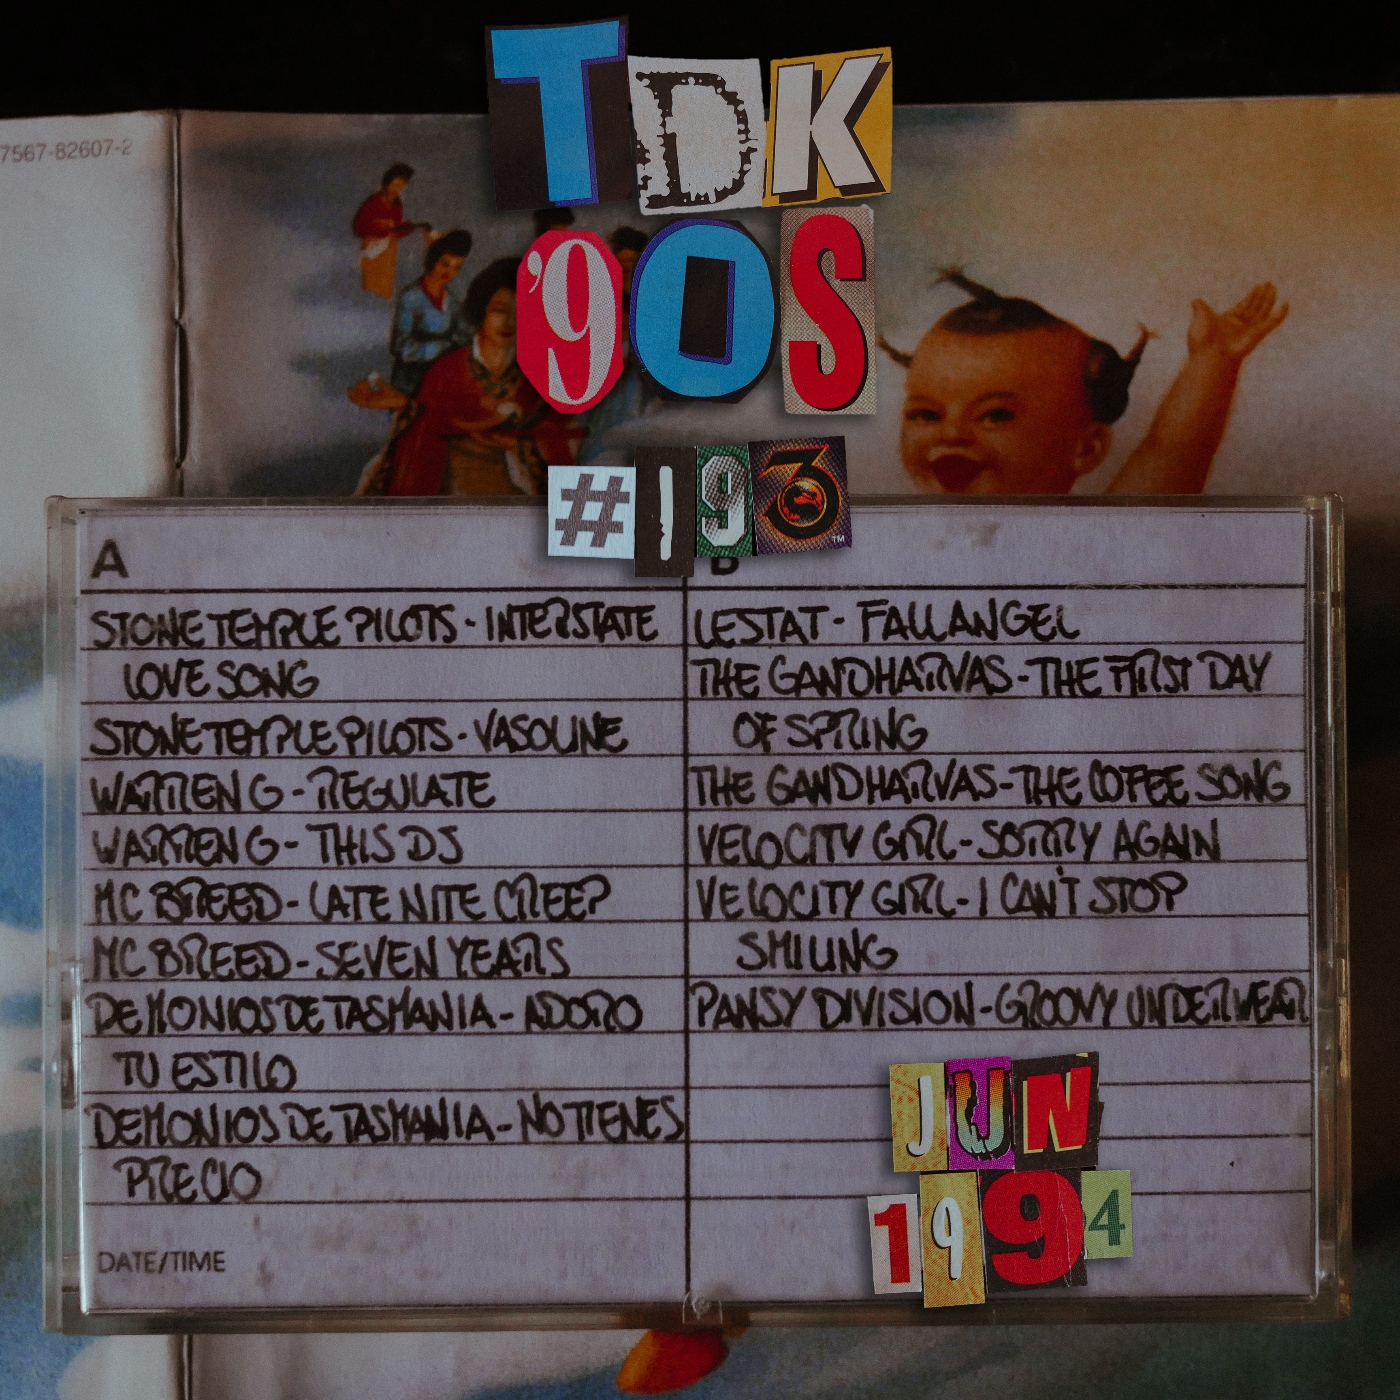 TDK
'90S
#193
7567-82607-2
A
STONE TEMPLE PILOTS - INTERSTATE
LOVE SONG
STONE TEMPLE PILOTS - VASOLINE
WARREN G - REGULATE
WARREN G - THIS DJ
MC BREED - LATE NITE CREEP
MC BREED - SEVEN YEARS
DEMONIOS DE TASMANIA - ADORO
TU ESTILO
DEMONIOS DE TASMANIA - NO TIENES
PRECIO
DATE/TIME
B
LESTAT - FALL ANGEL
THE GANDHARVAS - THE FIRST DAY
OF SPRING
THE GANDHARVAS - THE COFEE SONG
VELOCITY GIRL - SORRY AGAIN
VELOCITY GIRL - I CAN'T STOP
SMILING
PANSY DIVISION - GROOVY UNDERWEAR
JUN
1994
TM